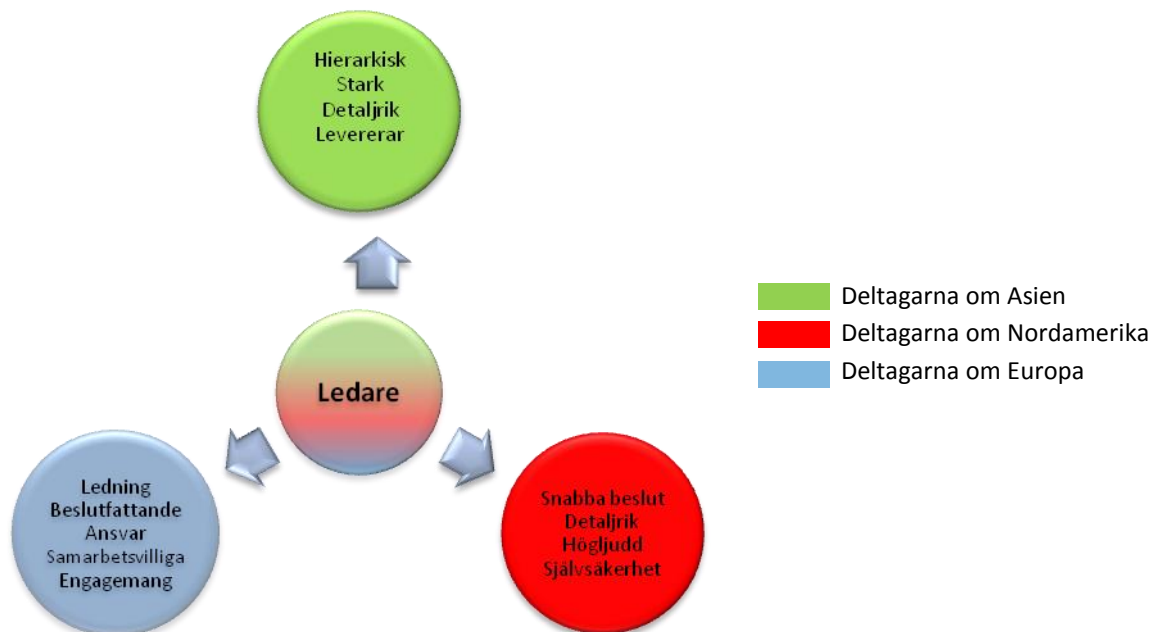 Hierarkisk
Stark
Detaljrik
Levererar
Ledare
Ledning
Beslutfattande
Ansvar
Samarbetsvilliga
Engagemang
Snabba beslut
Detaljrik
Högljudd
Självsäkerhet
Deltagarna om Asien
Deltagarna om Nordamerika
Deltagarna om Europa